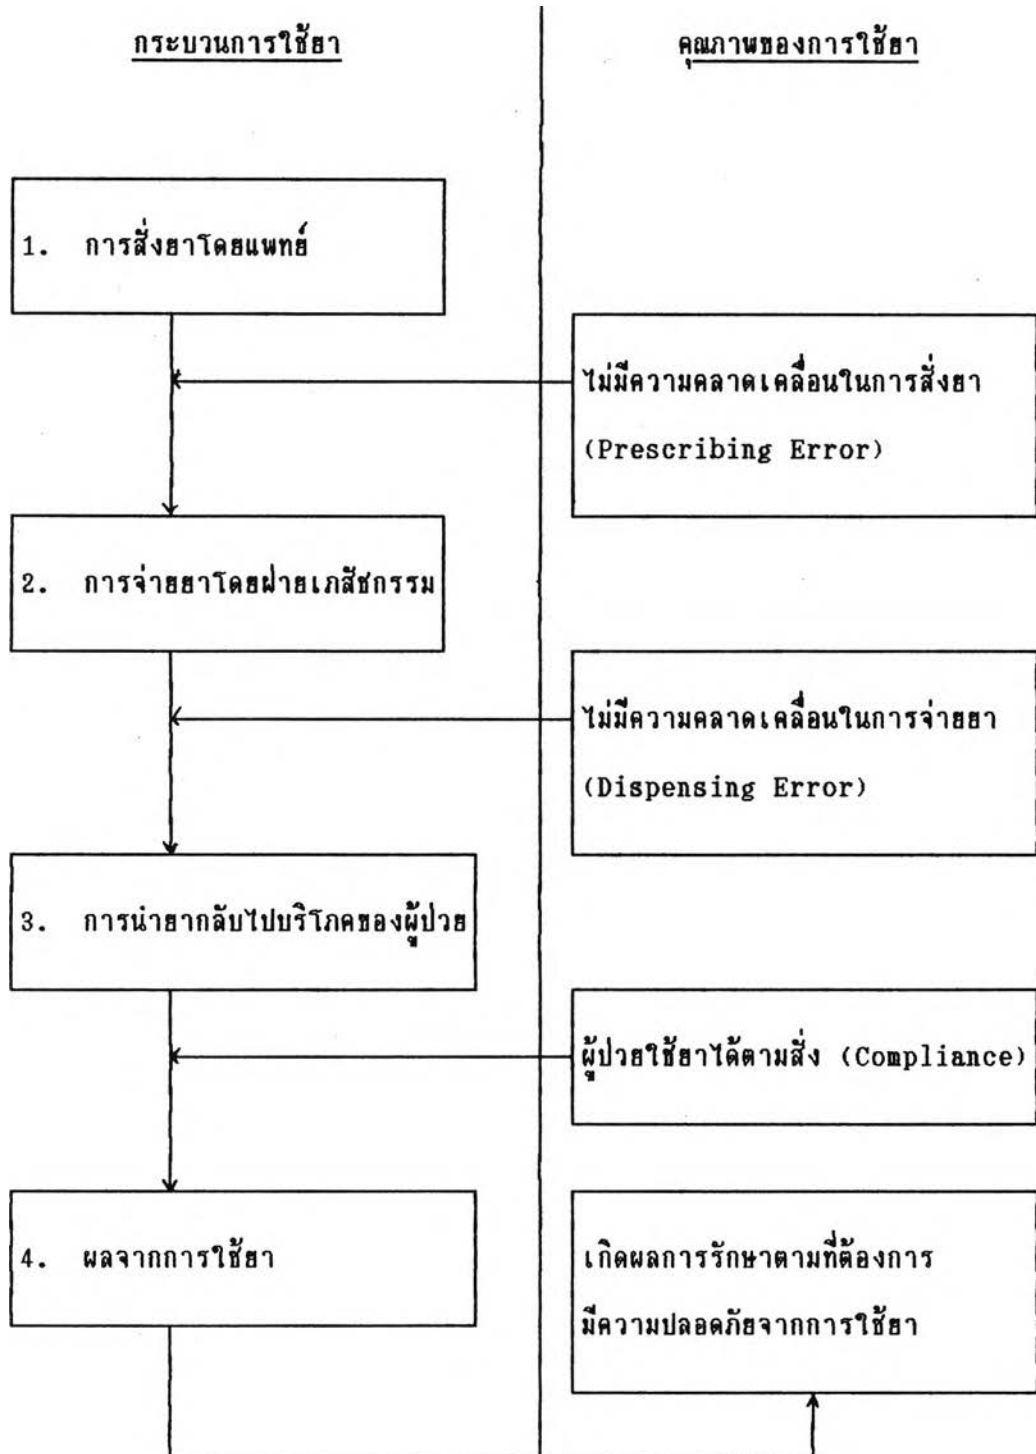 กระบวนการใช้ยา
คุณภาพของการใช้ยา
1. การสั่งยาโดยแพทย์
ไม่มีความคลาดเคลื่อนในการสั่งยา
(Prescribing Error)
2. การจ่ายยาโดยฝ่ายเภสัชกรรม
ไม่มีความคลาดเคลื่อนในการจ่ายยา
(Dispensing Error)
3. การนำยากลับไปบริโภคของผู้ป่วย
ผู้ป่วยใช้ยาได้ตามสั่ง (Compliance)
4. ผลจากการใช้ยา
เกิดผลการรักษาตามที่ต้องการ
มีความปลอดภัยจากการใช้ยา